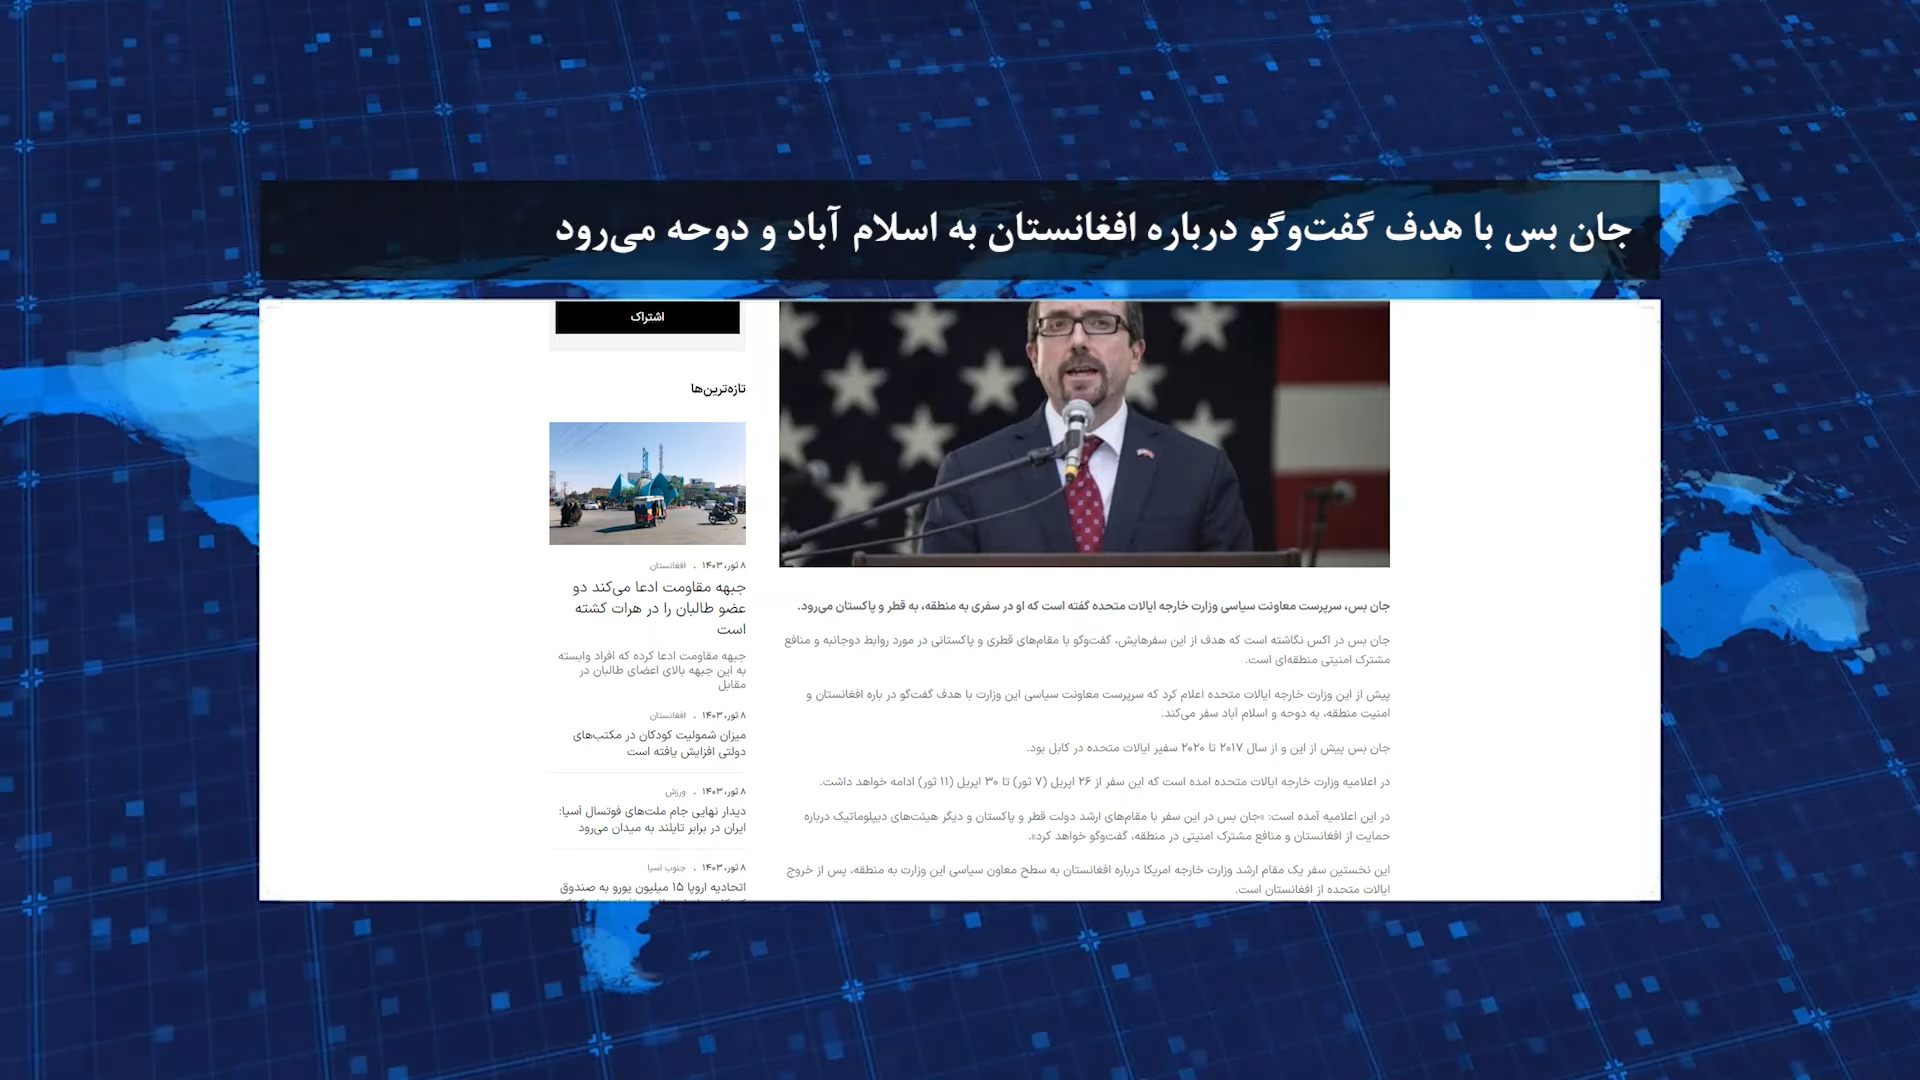 جان بس با هدف گفت‌وگو درباره افغانستان به اسلام آباد و دوحه می‌رود
جان بس، سرپرست معاونت سیاسی وزارت خارجه ایالات متحده گفته است که او در سفری به منطقه، به قطر و پاکستان می‌رود.
جان بس در اکس نگاشته است که هدف از این سفرهایش، گفت‌وگو با مقام‌های قطری و پاکستانی در مورد روابط دوجانبه و منافع
مشترک امنیتی منطقه‌ای است.
پیش از این وزارت خارجه ایالات متحده اعلام کرد که سرپرست معاونت سیاسی این وزارت با هدف گفت‌وگو در باره افغانستان و
امنیت منطقه، به دوحه و اسلام آباد سفر می‌کند.
جان بس پیش از این و از سال ۲۰۱۷ تا ۲۰۲۰ سفیر ایالات متحده در کابل بود.
در اعلامیه وزارت خارجه ایالات متحده امده است که این سفر از ۲۶ اپریل (۷ ثور) تا ۳۰ اپریل (۱۱ ثور) ادامه خواهد داشت.
در این اعلامیه آمده است: «جان بس در این سفر با مقام‌های ارشد دولت قطر و پاکستان و دیگر هیئت‌های دیپلوماتیک درباره
حمایت از افغانستان و منافع مشترک امنیتی در منطقه، گفت‌وگو خواهد کرد».
این نخستین سفر یک مقام ارشد وزارت خارجه امریکا درباره افغانستان به سطح معاون سیاسی این وزارت به منطقه، پس از خروج
ایالات متحده از افغانستان است.
اشتراک
تازه‌ترین‌ها
۸ ثور، ۱۴۰۳ . افغانستان
جبهه مقاومت ادعا می‌کند دو
عضو طالبان را در هرات کشته
است
جبهه مقاومت ادعا کرده که افراد وابسته
به این جبهه بالای اعضای طالبان در
مقابل
۸ ثور، ۱۴۰۳ . افغانستان
میزان شمولیت کودکان در مکتب‌های
دولتی افزایش یافته است
۸ ثور، ۱۴۰۳ . ورزش
دیدار نهایی جام ملت‌های فوتسال آسیا:
ایران در برابر تایلند به میدان می‌رود
۸ ثور، ۱۴۰۳ . جنوب آسیا
اتحادیه اروپا ۱۵ میلیون یورو به صندوق